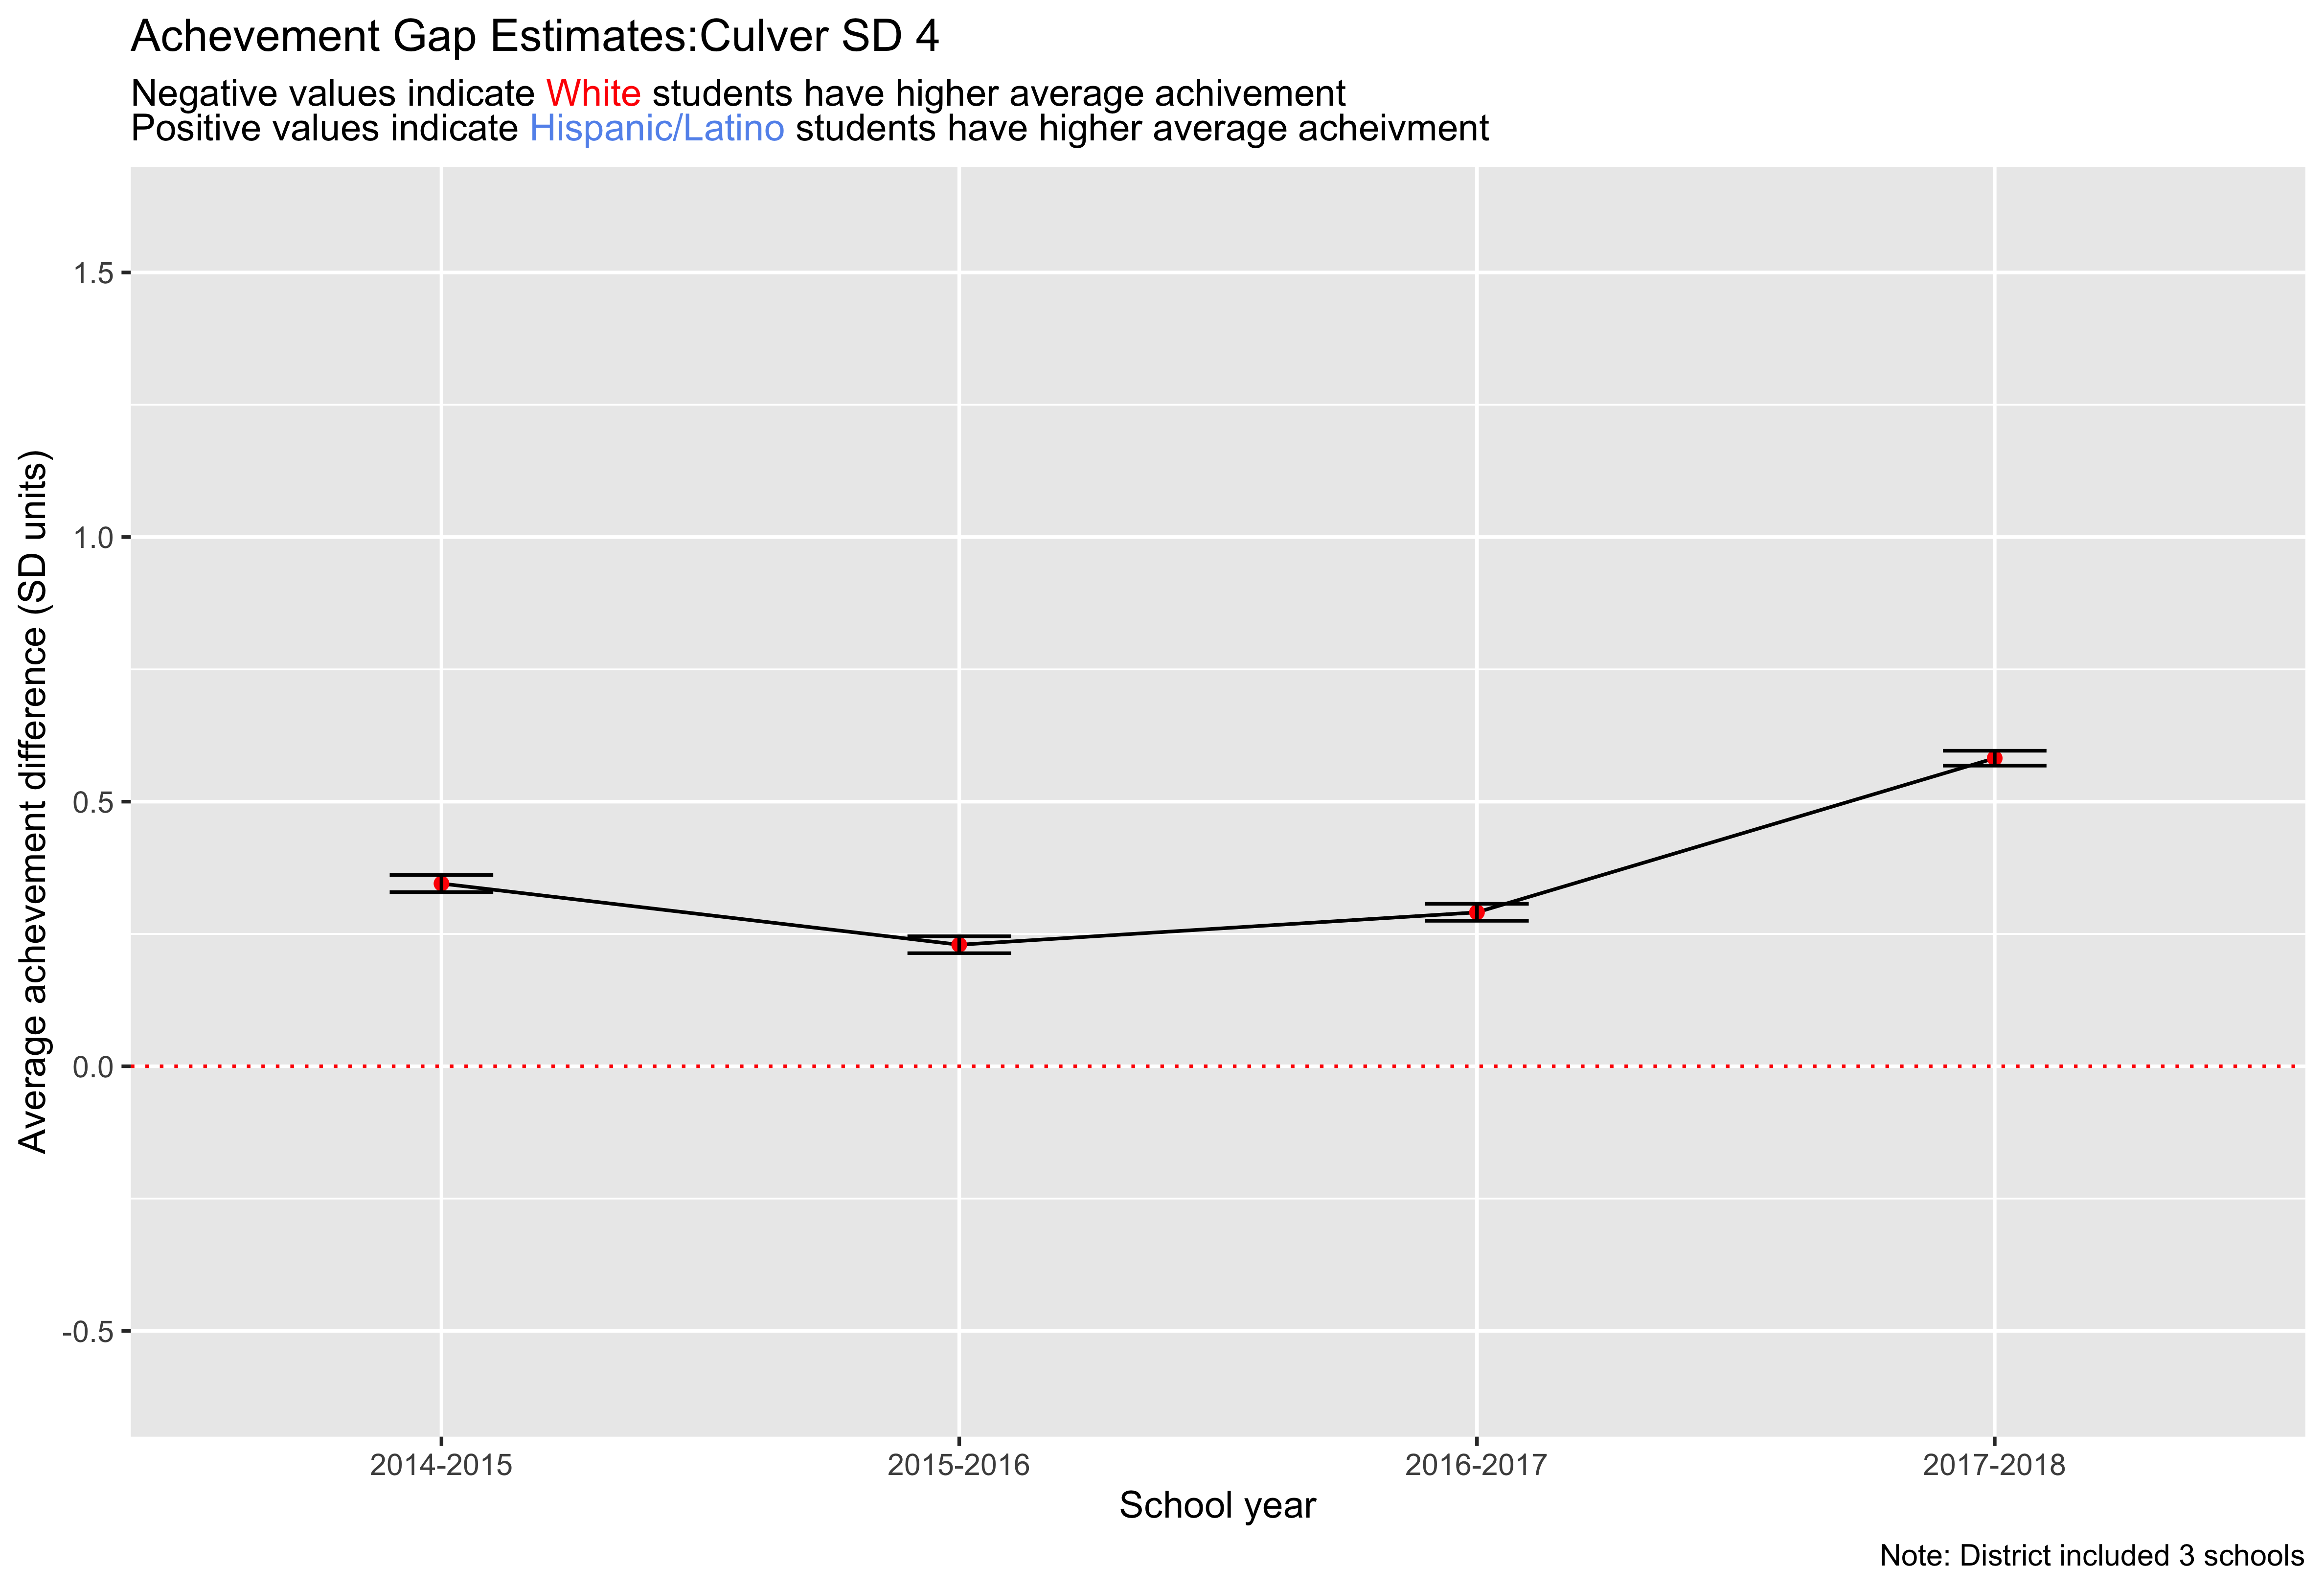 Achevement Gap Estimates:Culver SD 4
Negative values indicate White students have higher average achivement
Positive values indicate Hispanic/Latino students have higher average acheivment
Average achevement difference (SD units)
1.5
1.0
0.5
0.0
-0.5
2014-2015
2015-2016
2016-2017
2017-2018
School year
Note: District included 3 schools